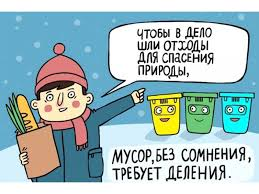 ЧТОБЫ В ДЕЛО
ШЛИ ОТХОДЫ
ДЛЯ СПАСЕНИЯ
ПРИРОДЫ,
МУСОР, БЕЗ СОМНЕНИЯ,
ТРЕБУЕТ ДЕЛЕНИЯ.